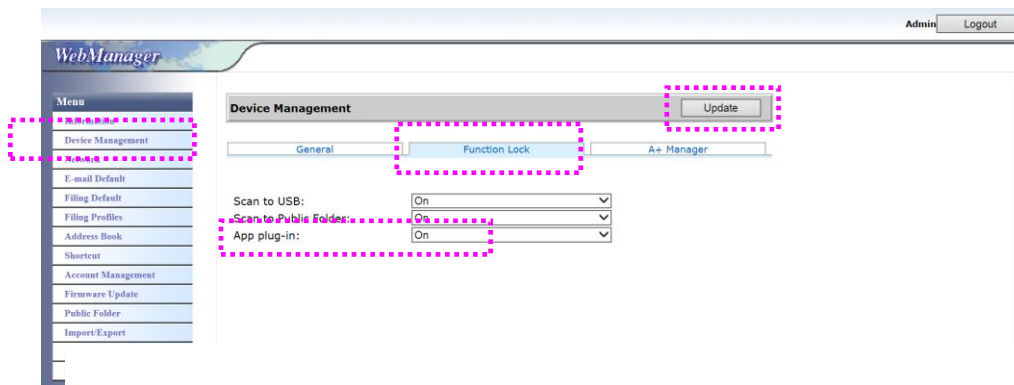 Admin Logout
WebManager
Menu
Information
Device Management
Network
E-mail Default
Filing Default
Filing Profiles
Address Book
Shortcut
Account Management
Firmware Update
Public Folder
Import/Export
Device Management Update
General Function Lock A+ Manager
Scan to USB: On
Scan to Public Folder: On
App plug-in: On